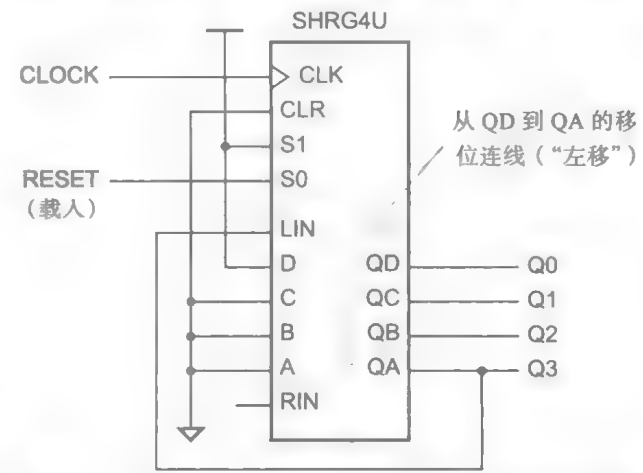 SHRG4U
CLOCK
CLK
CLR
S1
RESET
(载入)
S0
LIN
D
C
B
A
RIN
QD
QC
QB
QA
Q0
Q1
Q2
Q3
从 QD 到 QA 的移
位连线(“左移”)